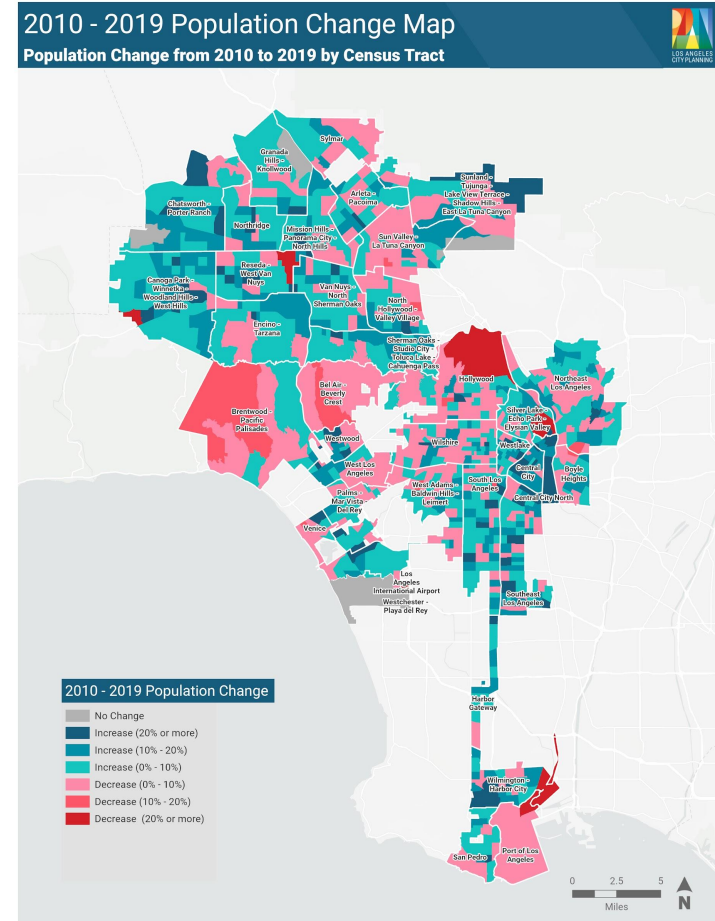 2010 - 2019 Population Change Map
Population Change from 2010 to 2019 by Census Tract
LOS ANGELES
CITY PLANNING
Sylmar
Granada
Hills -
Knollwood
Arleta -
Pacoima
Sunland -
Tujunga -
Lake View Terrace -
Shadow Hills -
East La Tuna Canyon
Chatsworth -
Porter Ranch
Northridge
Mission Hills -
Panorama City -
North Hills
Sun Valley -
La Tuna Canyon
Reseda -
West Van
Nuys
Canoga Park -
Winnetka -
Woodland Hills -
West Hills
Van Nuys -
North
Sherman Oaks
North
Hollywood -
Valley Village
Encino -
Tarzana
Sherman Oaks -
Studio City -
Toluca Lake -
Cahuenga Pass
Hollywood
Northeast
Los Angeles
Bel Air -
Beverly
Crest
Brentwood -
Pacific
Palisades
Silver Lake -
Echo Park -
Elysian Valley
Westwood
Wilshire
Westlake
West Los
Angeles
Central
City
Boyle
Heights
South Los
Angeles
West Adams -
Baldwin Hills -
Leimert
Central City North
Palms -
Mar Vista -
Del Rey
Venice
Los
Angeles
International Airport
Westchester -
Playa del Rey
Southeast
Los Angeles
Harbor
Gateway
Wilmington -
Harbor City
San Pedro
Port of Los
Angeles
2010 - 2019 Population Change
No Change
Increase (20% or more)
Increase (10% - 20%)
Increase (0% - 10%)
Decrease (0% - 10%)
Decrease (10% - 20%)
Decrease (20% or more)
0 2.5 5
Miles
N